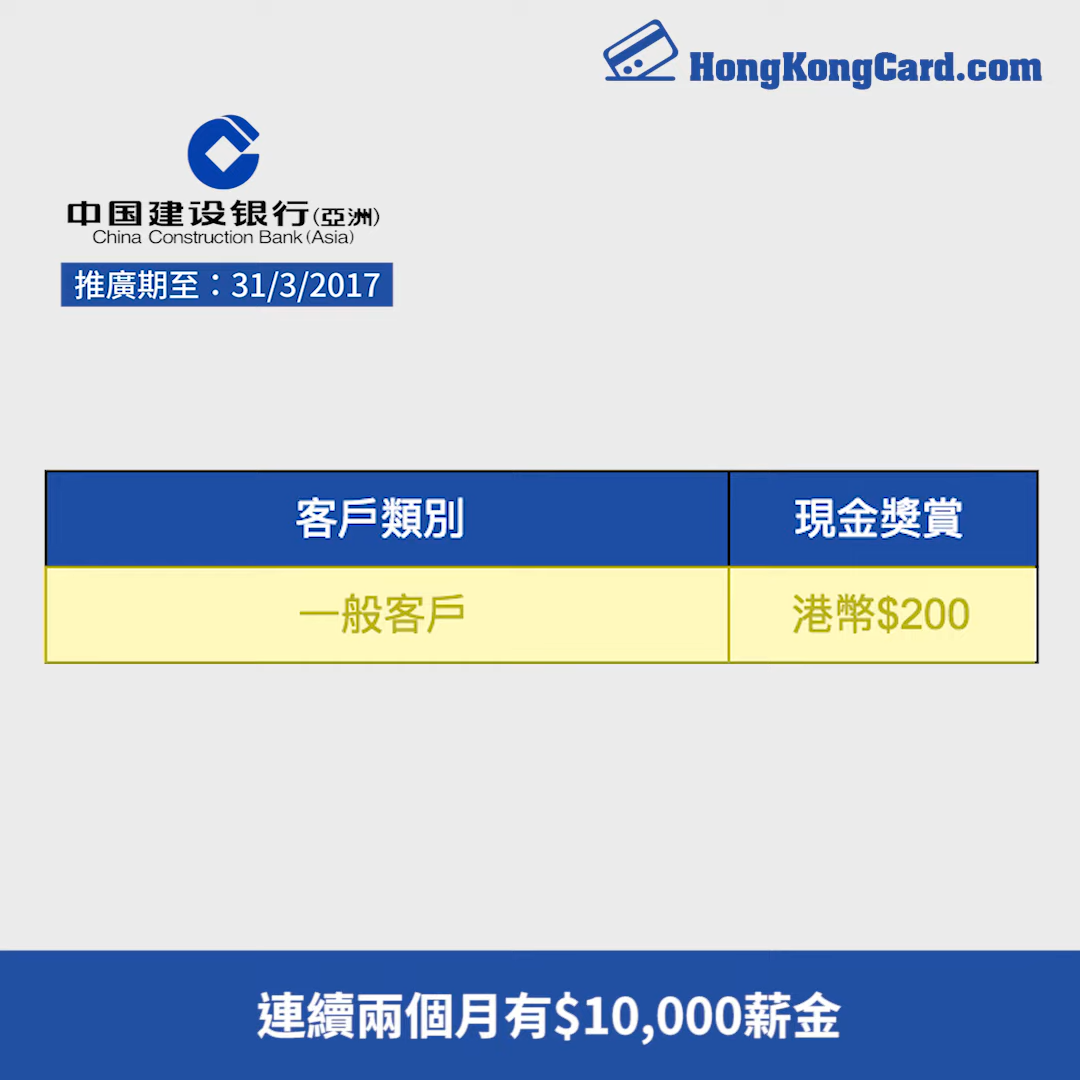 HongKongCard.com
中国建设银行(亞洲)
China Construction Bank (Asia)
推廣期至：31/3/2017
客戶類別 現金獎賞
一般客戶 港幣$200
連續兩個月有$10,000薪金